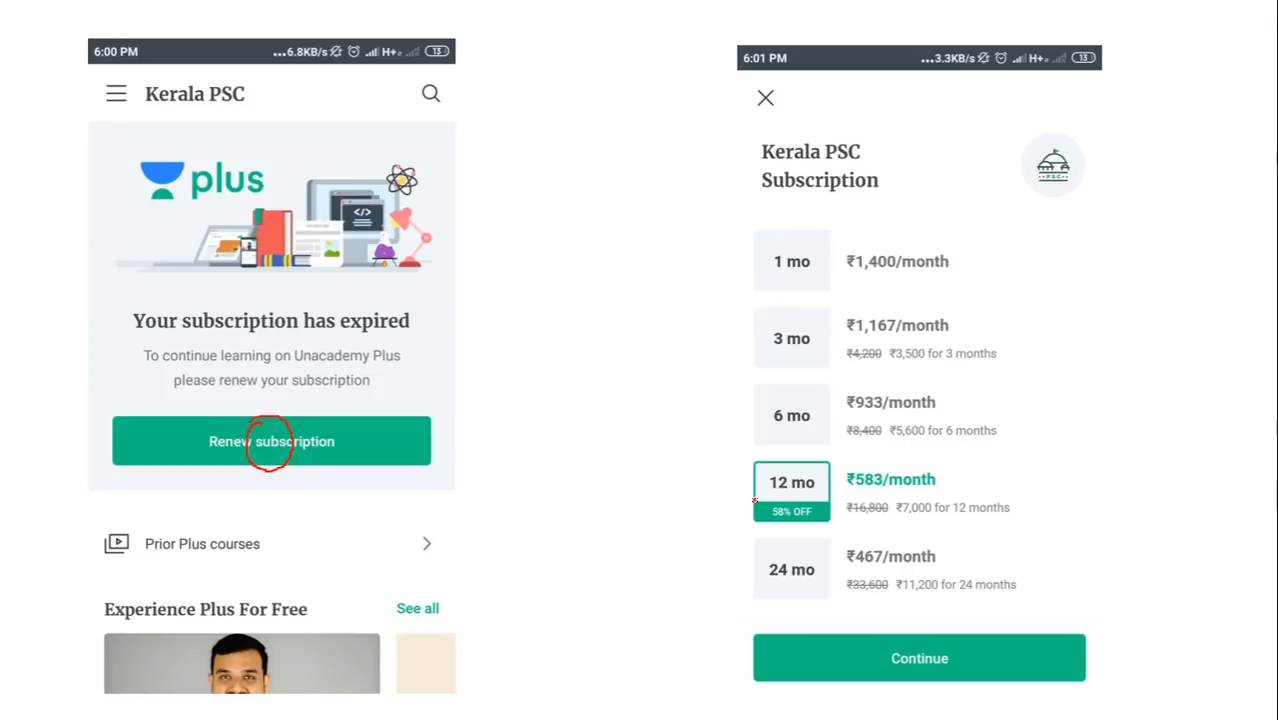 6:00 PM
...6.8KB/s H+ 13
Kerala PSC
plus
Your subscription has expired
To continue learning on Unacademy Plus
please renew your subscription
Renew subscription
Prior Plus courses
Experience Plus For Free
See all
6:01 PM
...3.3KB/s H+ 13
Kerala PSC
Subscription
PSC
1 mo
₹1,400/month
3 mo
₹1,167/month
₹4,200 ₹3,500 for 3 months
6 mo
₹933/month
₹8,400 ₹5,600 for 6 months
12 mo
58% OFF
₹583/month
₹16,800 ₹7,000 for 12 months
24 mo
₹467/month
₹33,600 ₹11,200 for 24 months
Continue